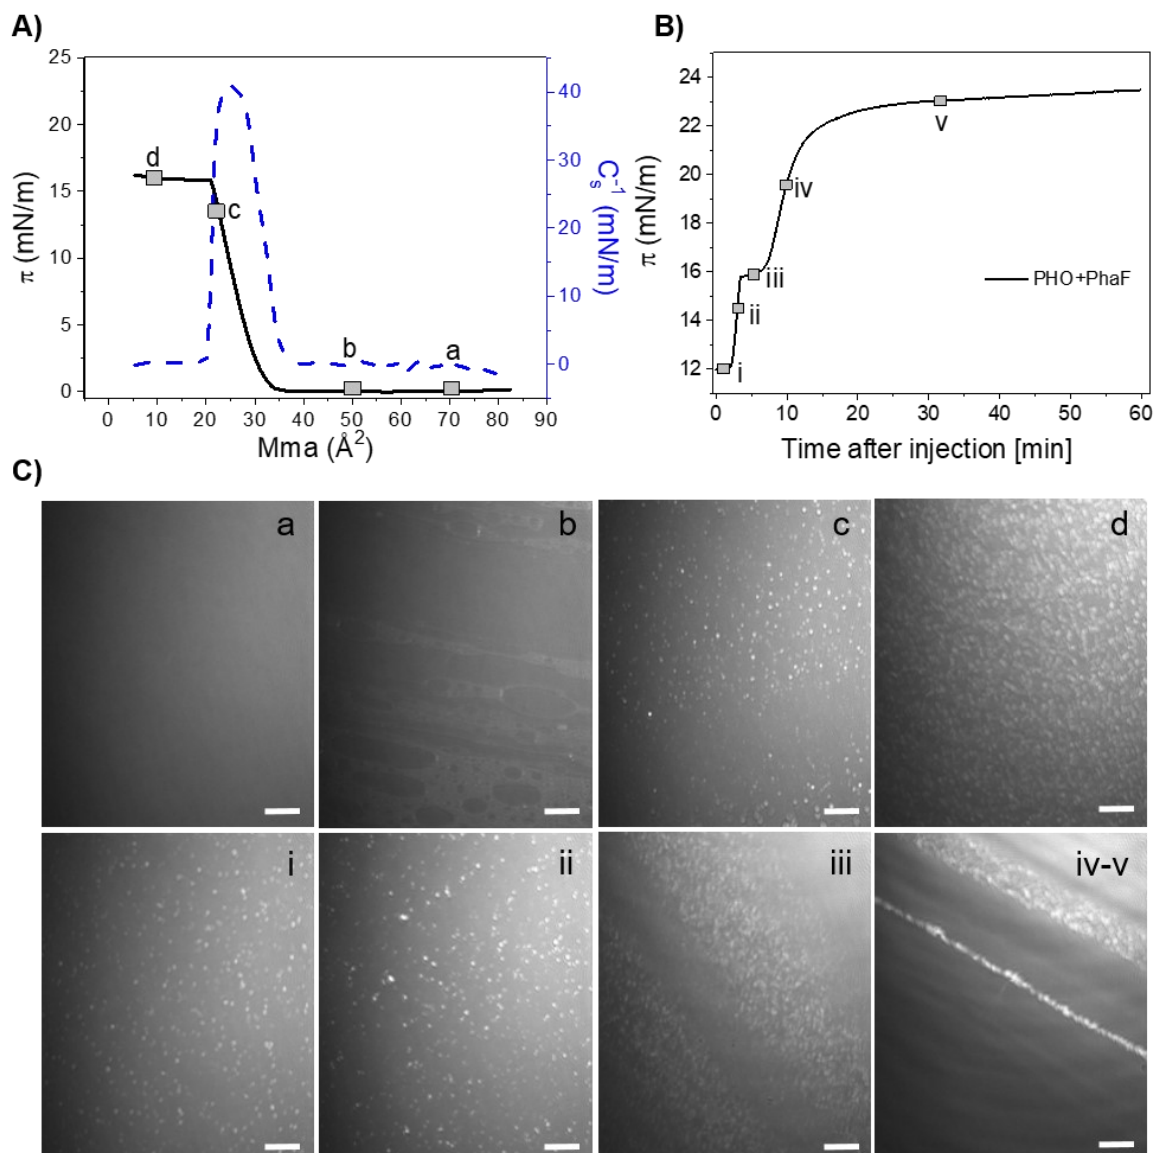 A)
25
20
15
10
5
0
π (mN/m)
d
c
b
a
40
30
20
10
0
C_s^-1 (mN/m)
0 10 20 30 40 50 60 70 80 90
Mma (Å²)
B)
24
22
20
18
16
14
12
π (mN/m)
i
ii
iii
iv
v
PHO+PhaF
0 10 20 30 40 50 60
Time after injection [min]
C)
a
b
c
d
i
ii
iii
iv-v